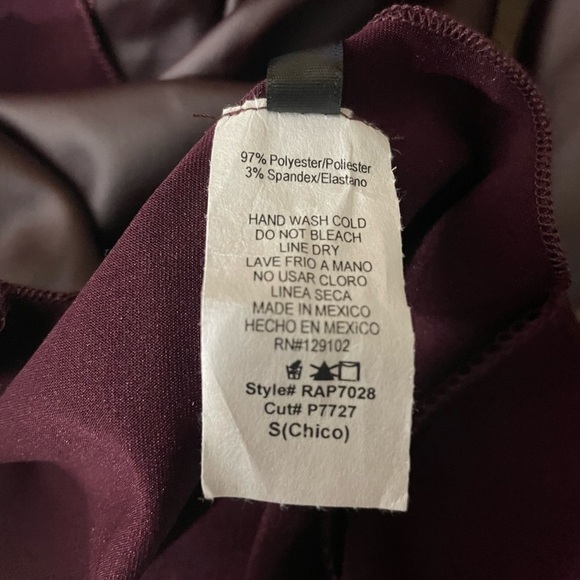 97% Polyester/Poliester
3% Spandex/Elastano
HAND WASH COLD
DO NOT BLEACH
LINE DRY
LAVE FRIO A MANO
NO USAR CLORO
LINEA SECA
MADE IN MEXICO
HECHO EN MEXICO
RN#129102
Style# RAP7028
Cut# P7727
S(Chico)